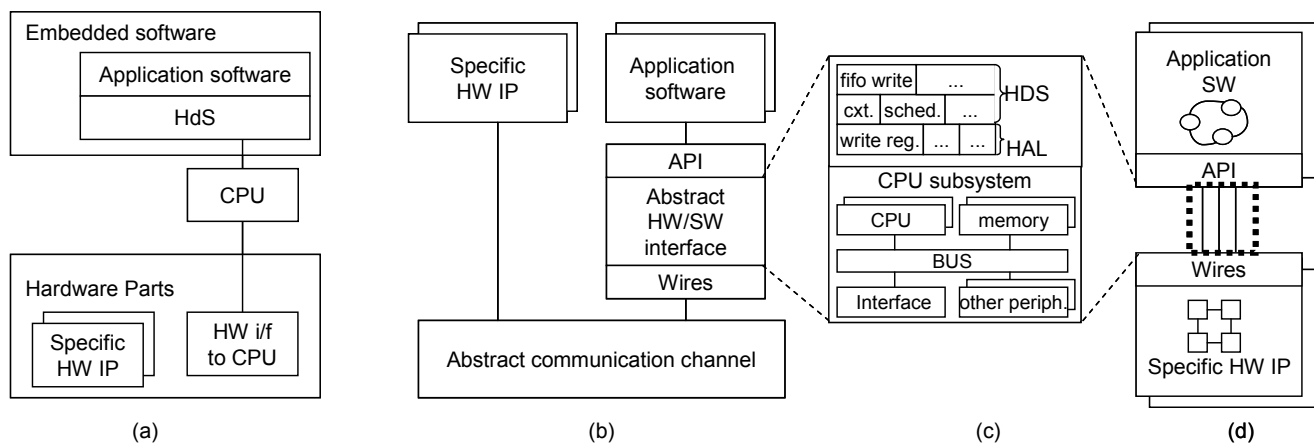 Embedded software
Application software
HdS
CPU
Hardware Parts
Specific
HW IP
HW i/f
to CPU
(a)
Specific
HW IP
Application
software
API
Abstract
HW/SW
interface
Wires
Abstract communication channel
(b)
fifo write ...
HDS
cxt. sched. ...
write reg. ... ...
HAL
CPU subsystem
CPU memory
BUS
Interface other periph.
(c)
Application
SW
API
Wires
Specific HW IP
(d)